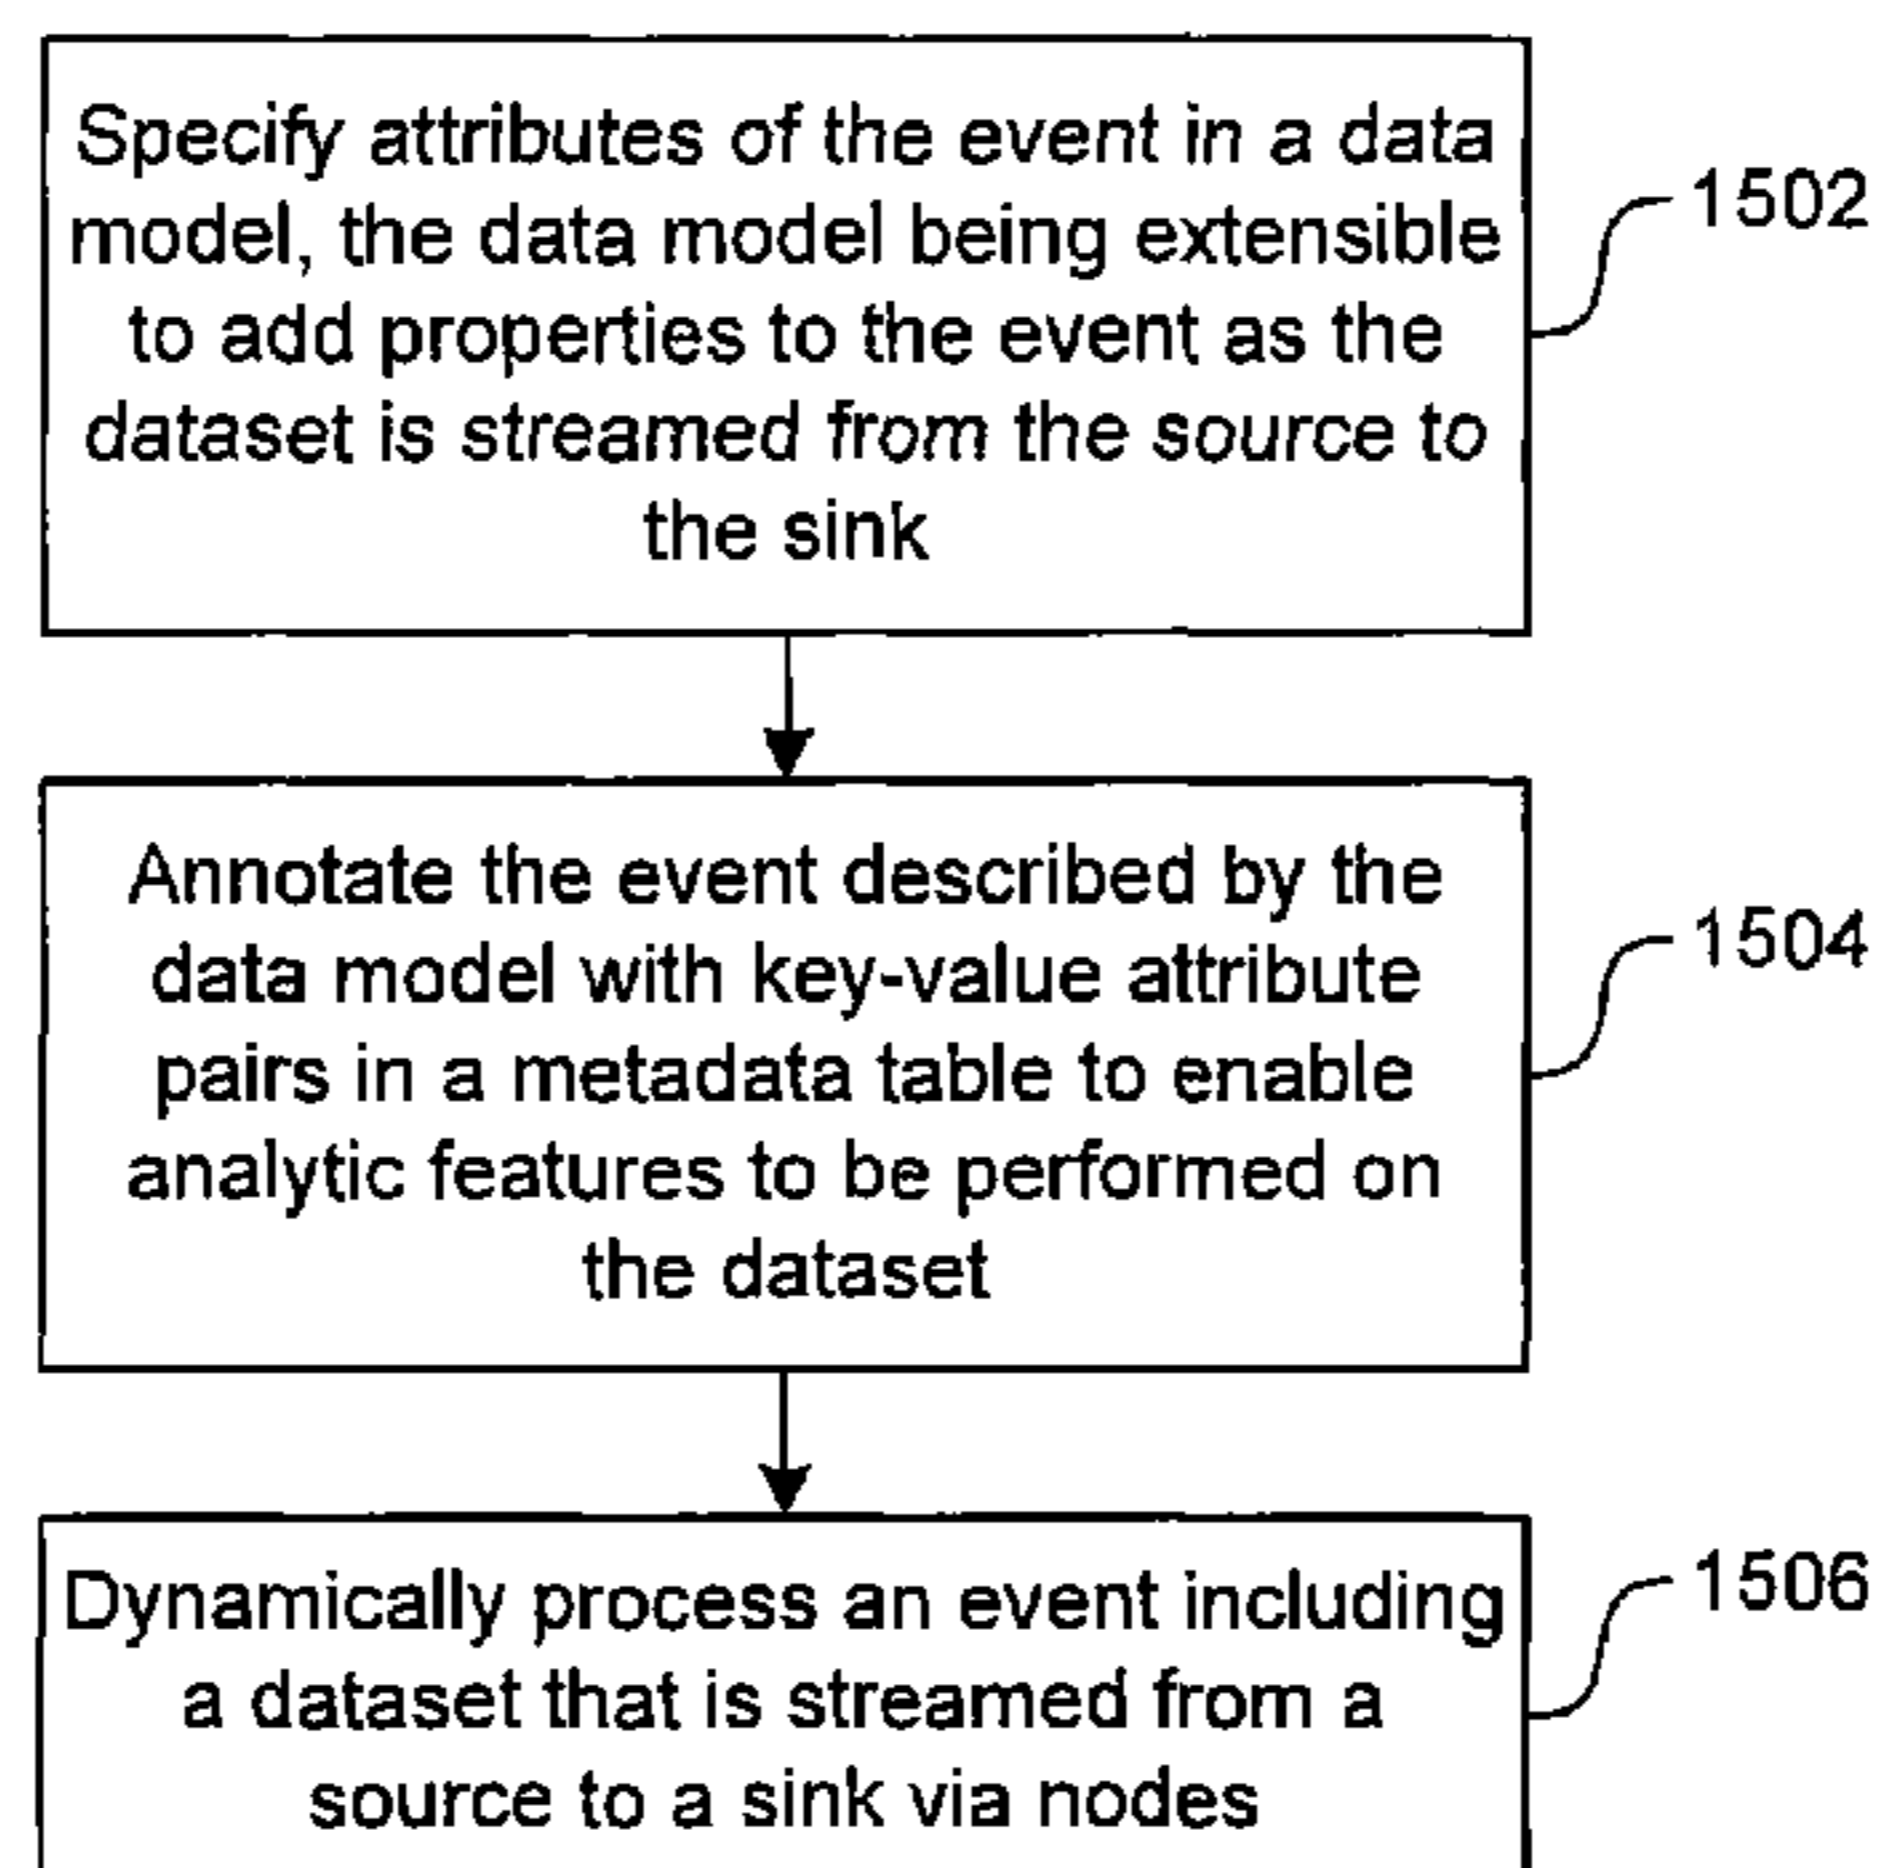 Specify attributes of the event in a data
model, the data model being extensible
to add properties to the event as the
dataset is streamed from the source to
the sink
1502
Annotate the event described by the
data model with key-value attribute
pairs in a metadata table to enable
analytic features to be performed on
the dataset
1504
Dynamically process an event including
a dataset that is streamed from a
source to a sink via nodes
1506